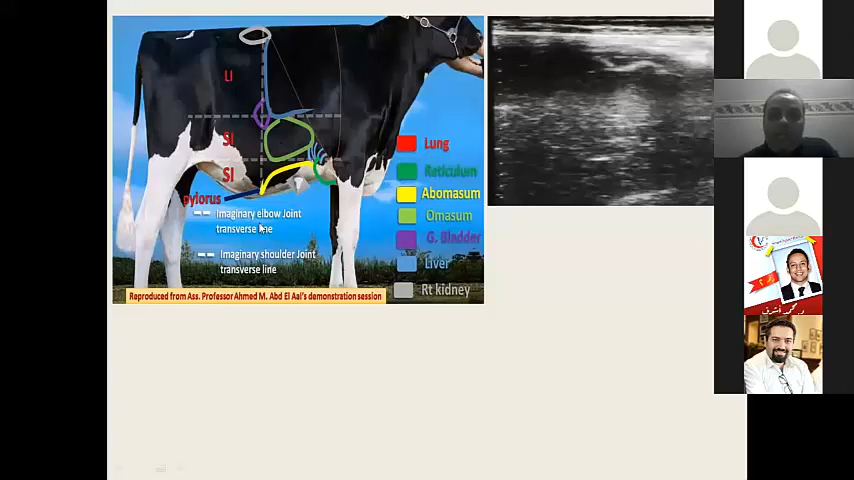 LI
SI
SI
pylorus
Imaginary elbow Joint
transverse line
Imaginary shoulder Joint
transverse line
Lung
Reticulum
Abomasum
Omasum
G. Bladder
Liver
Rt kidney
Reproduced from Ass. Professor Ahmed M. Abd El Aal's demonstration session